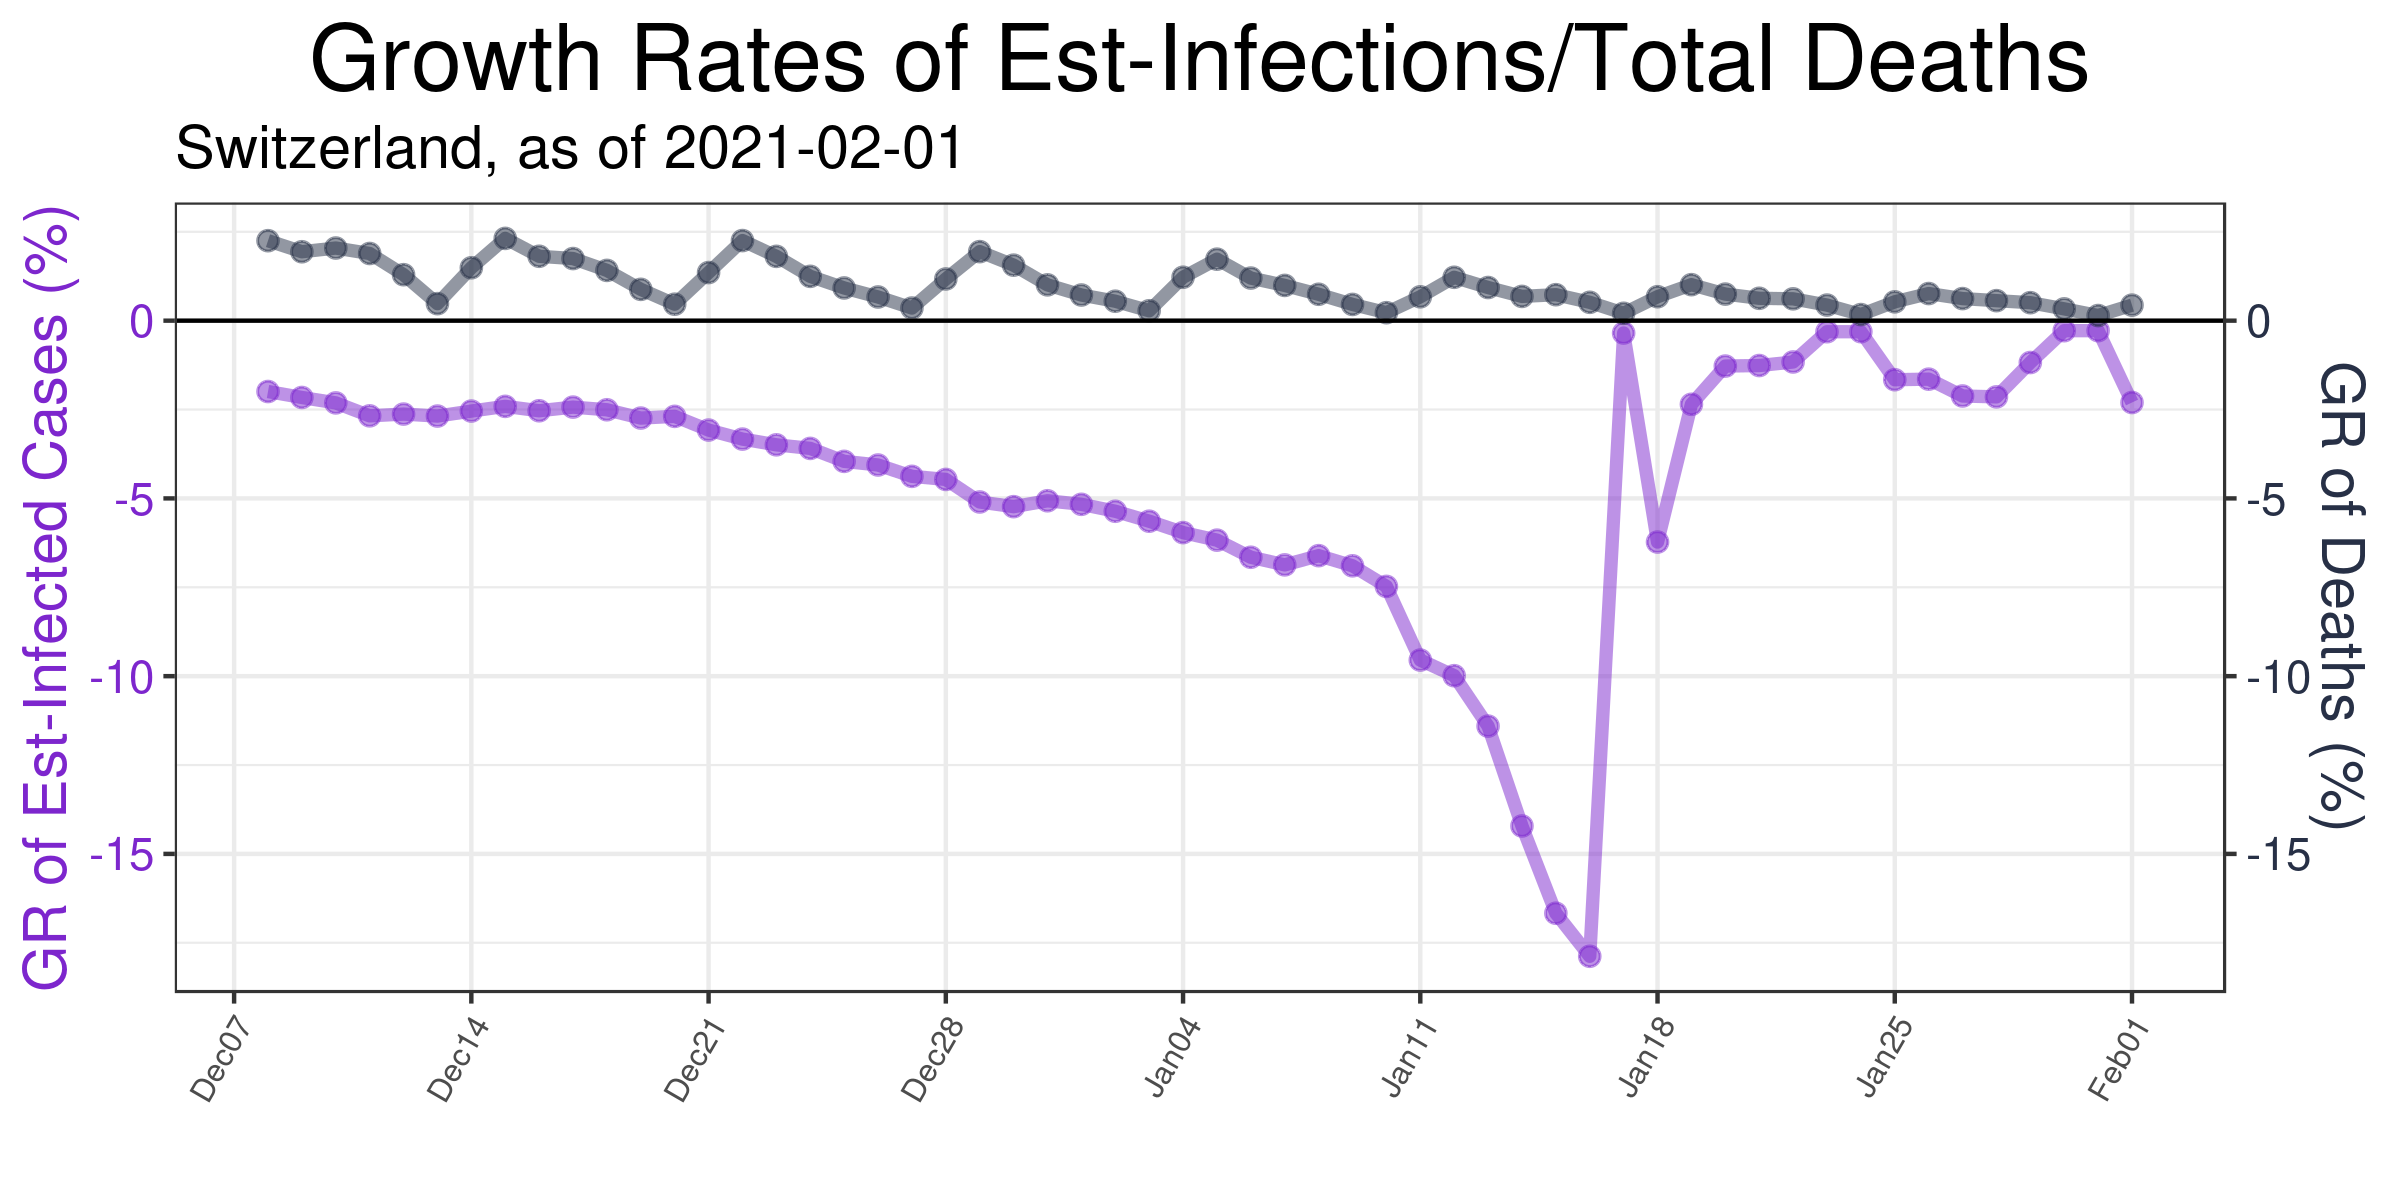 Growth Rates of Est-Infections/Total Deaths
Switzerland, as of 2021-02-01
GR of Est-Infected Cases (%)
0
-5
-10
-15
0
-5
-10
-15
GR of Deaths (%)
Dec07
Dec14
Dec21
Dec28
Jan04
Jan11
Jan18
Jan25
Feb01